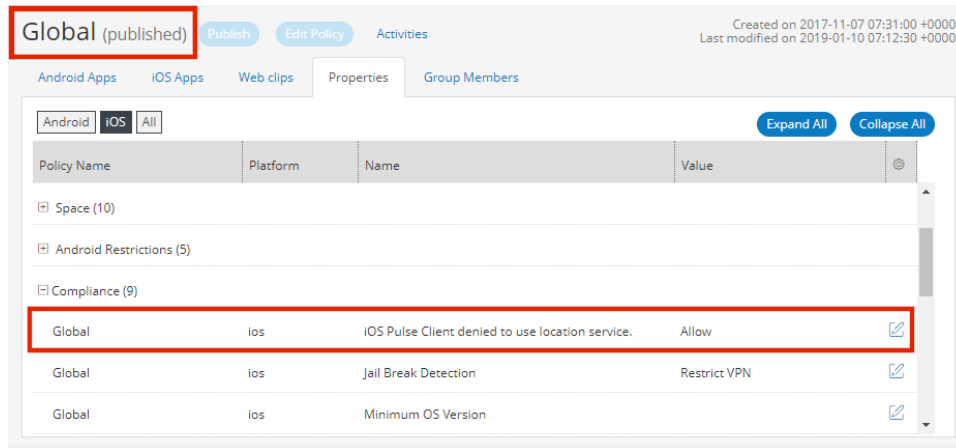 Global (published) Publish Edit Policy Activities
Created on 2017-11-07 07:31:00 +0000
Last modified on 2019-01-10 07:12:30 +0000
Android Apps iOS Apps Web clips Properties Group Members
Android iOS All Expand All Collapse All
Policy Name Platform Name Value
Space (10)
Android Restrictions (5)
Compliance (9)
Global ios iOS Pulse Client denied to use location service. Allow
Global ios Jail Break Detection Restrict VPN
Global ios Minimum OS Version